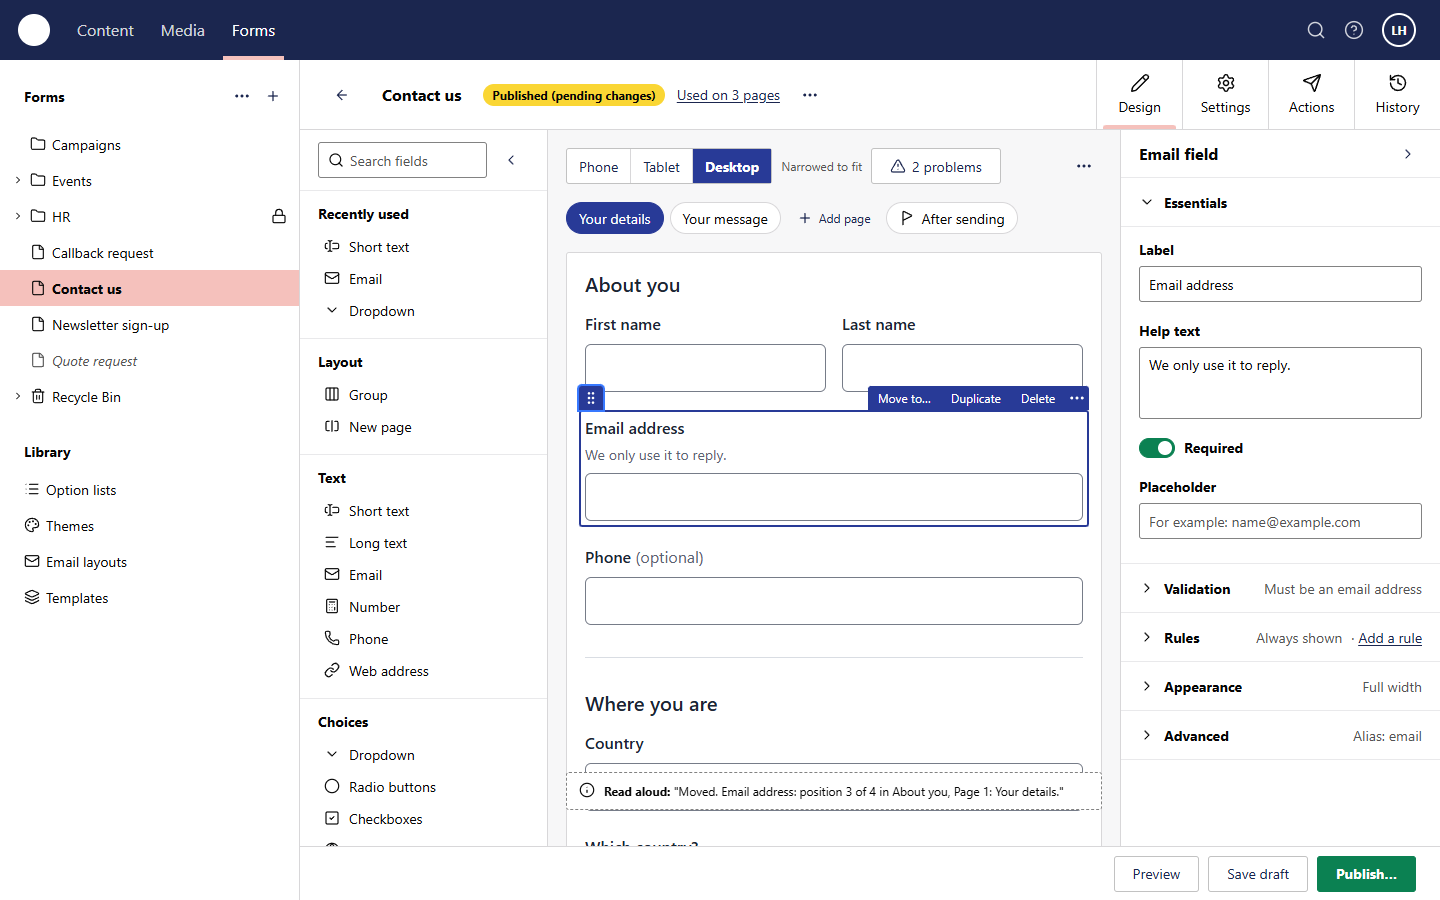 Content Media Forms
LH
Forms
Campaigns
Events
HR
Callback request
Contact us
Newsletter sign-up
Quote request
Recycle Bin
Library
Option lists
Themes
Email layouts
Templates
Contact us
Published (pending changes)
Used on 3 pages
Design
Settings
Actions
History
Search fields
Recently used
Short text
Email
Dropdown
Layout
Group
New page
Text
Short text
Long text
Email
Number
Phone
Web address
Choices
Dropdown
Radio buttons
Checkboxes
Phone Tablet Desktop Narrowed to fit 2 problems
Your details Your message Add page After sending
About you
First name Last name
Move to... Duplicate Delete
Email address
We only use it to reply.
Phone (optional)
Where you are
Country
Read aloud: "Moved. Email address: position 3 of 4 in About you, Page 1: Your details."
Which country?
Email field
Essentials
Label
Email address
Help text
We only use it to reply.
Required
Placeholder
For example: name@example.com
Validation Must be an email address
Rules Always shown · Add a rule
Appearance Full width
Advanced Alias: email
Preview Save draft Publish...